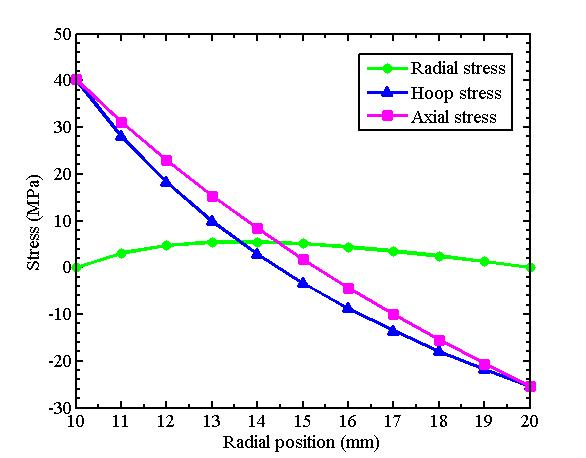 50
40
30
20
10
0
-10
-20
-30
Stress (MPa)
Radial stress
Hoop stress
Axial stress
10 11 12 13 14 15 16 17 18 19 20
Radial position (mm)